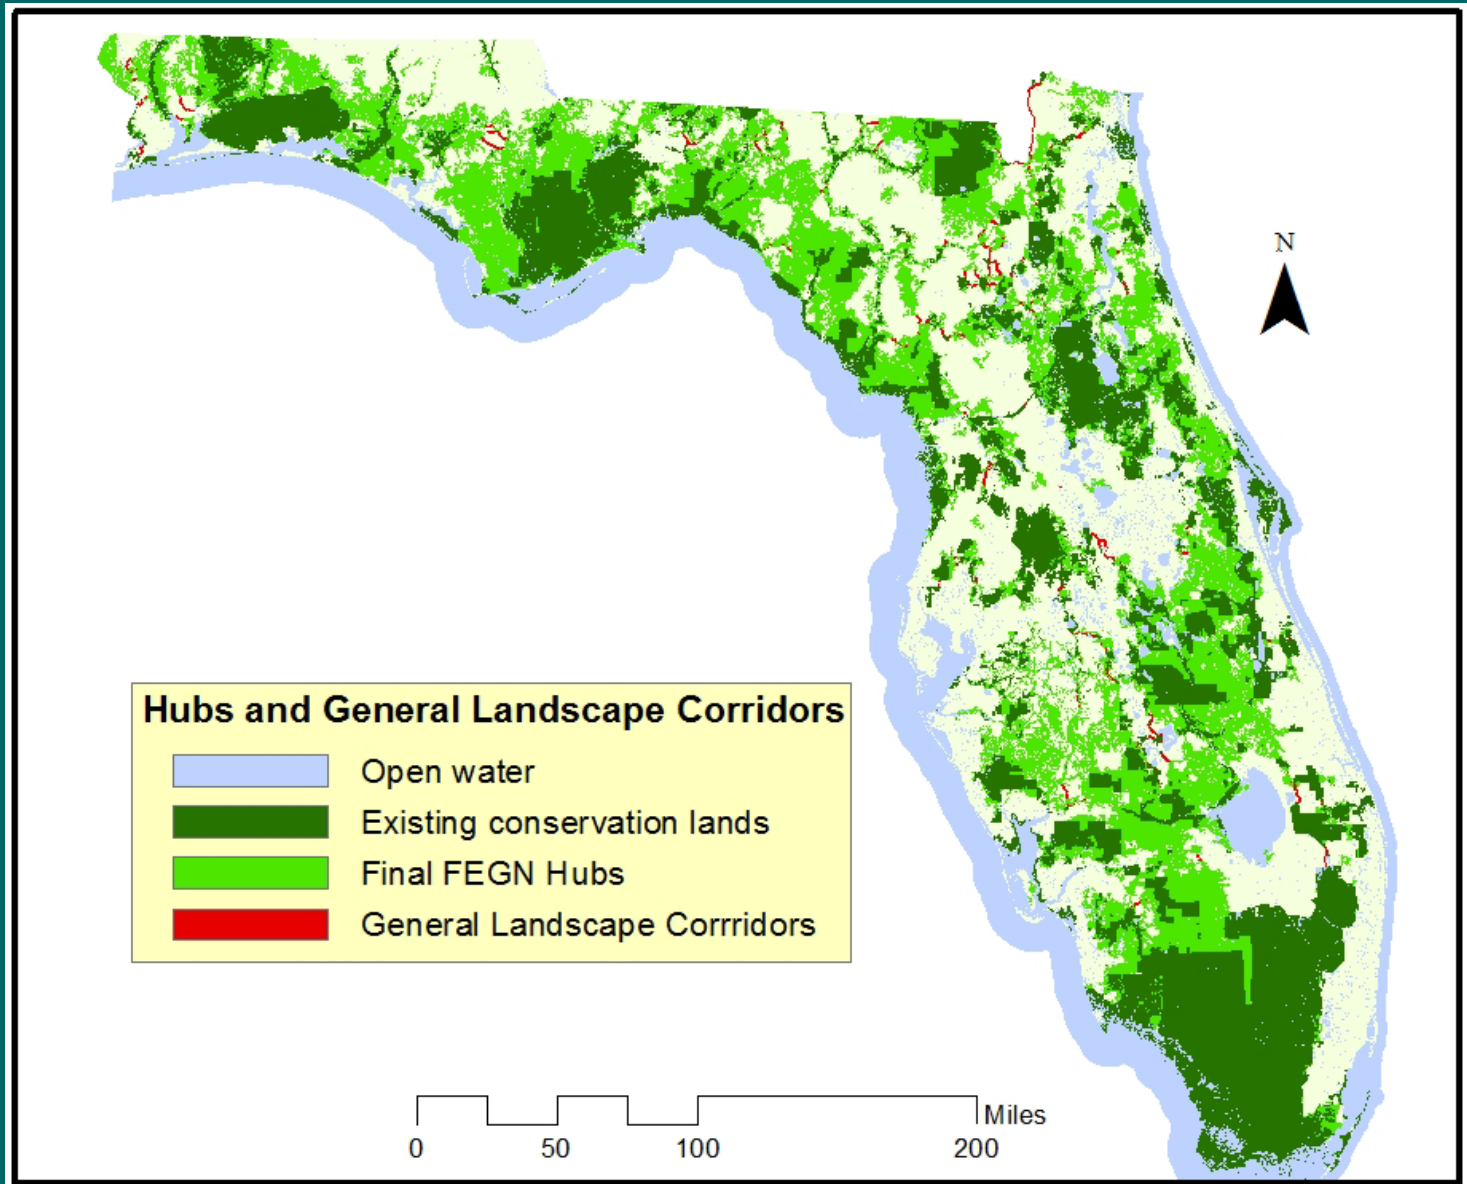 N
Hubs and General Landscape Corridors
Open water
Existing conservation lands
Final FEGN Hubs
General Landscape Corrridors
Miles
0 50 100 200